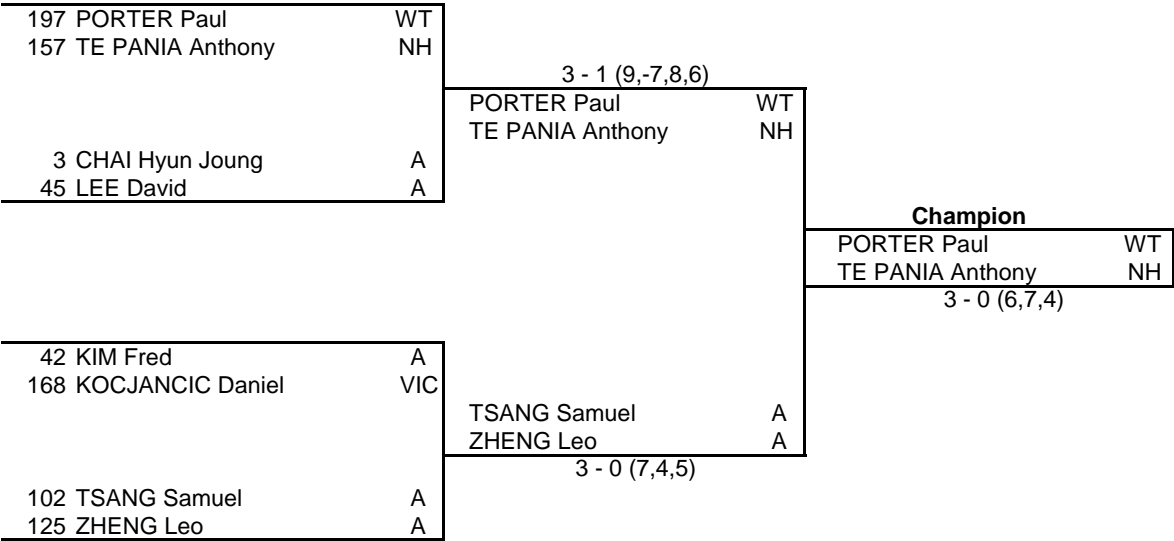 197 PORTER Paul WT
157 TE PANIA Anthony NH
3 - 1 (9,-7,8,6)
PORTER Paul WT
TE PANIA Anthony NH
3 CHAI Hyun Joung A
45 LEE David A
Champion
PORTER Paul WT
TE PANIA Anthony NH
3 - 0 (6,7,4)
42 KIM Fred A
168 KOCJANCIC Daniel VIC
TSANG Samuel A
ZHENG Leo A
3 - 0 (7,4,5)
102 TSANG Samuel A
125 ZHENG Leo A